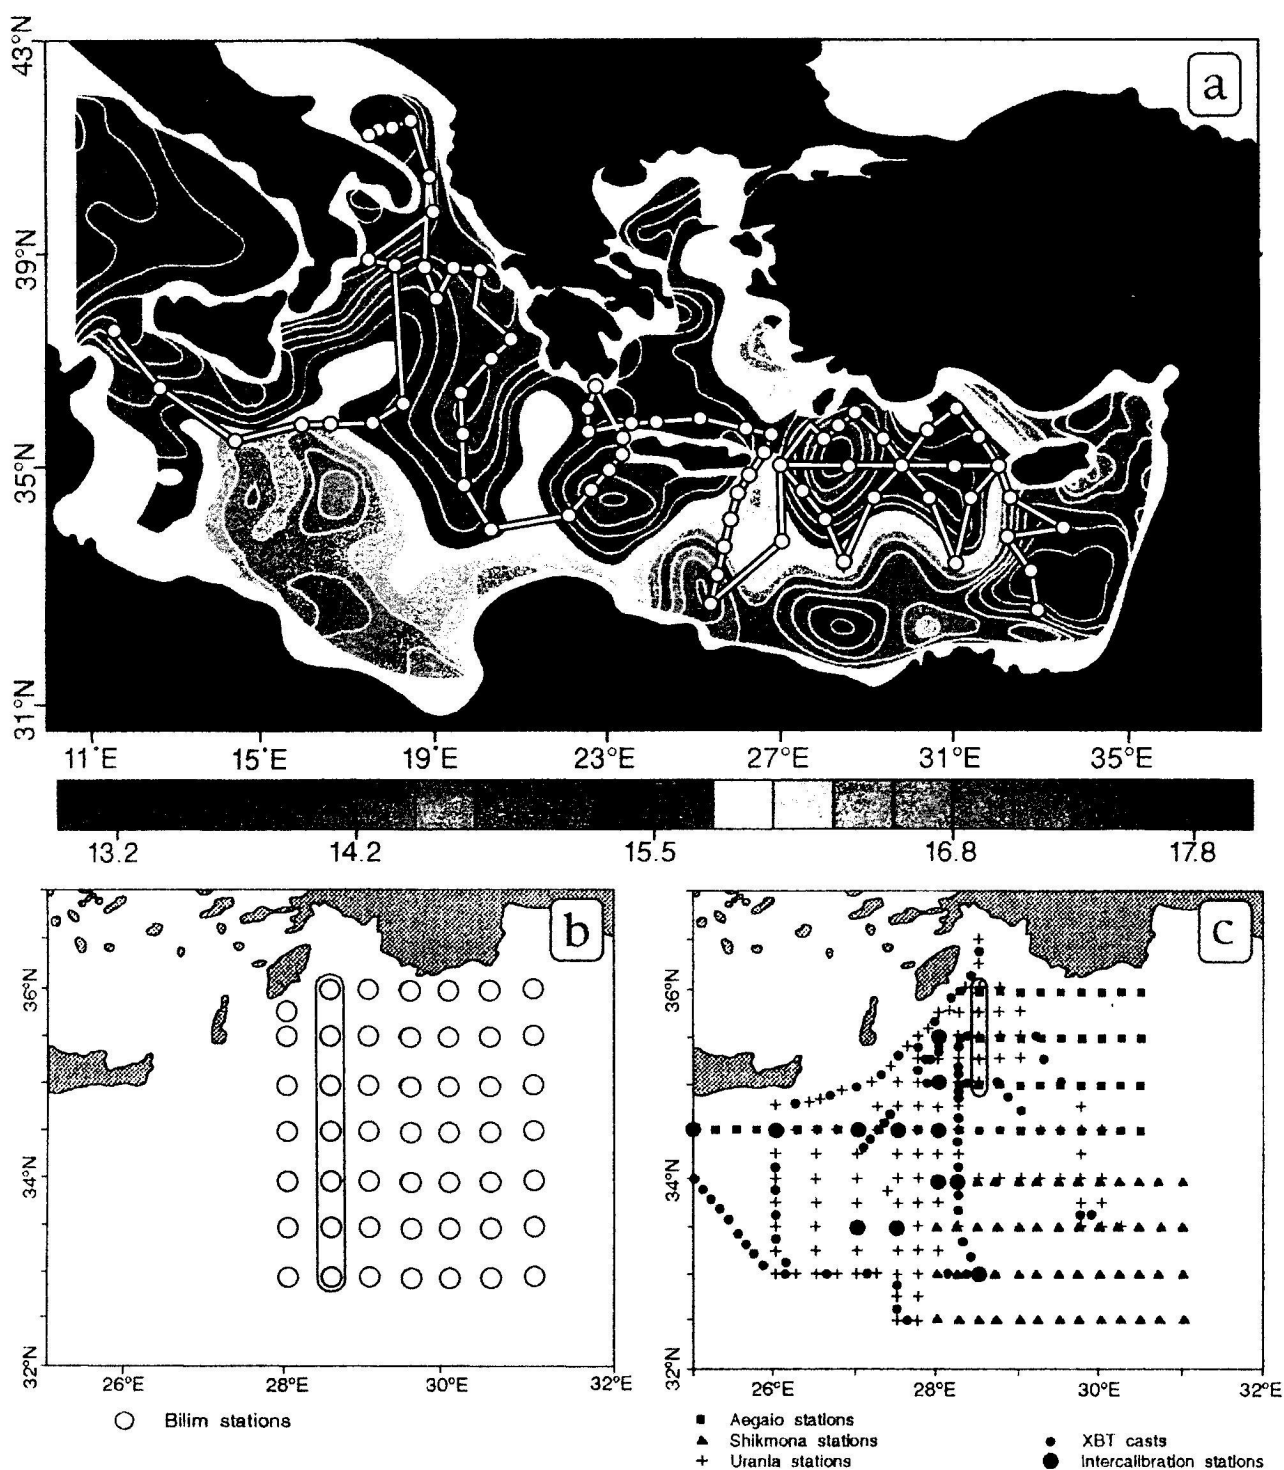 43°N
a
39°N
35°N
31°N
11°E 15°E 19°E 23°E 27°E 31°E 35°E
13.2 14.2 15.5 16.8 17.8
b
36°N
34°N
32°N
26°E 28°E 30°E 32°E
Bilim stations
c
36°N
34°N
32°N
26°E 28°E 30°E 32°E
Aegaio stations
Shikmona stations
Urania stations
XBT casts
Intercalibration stations